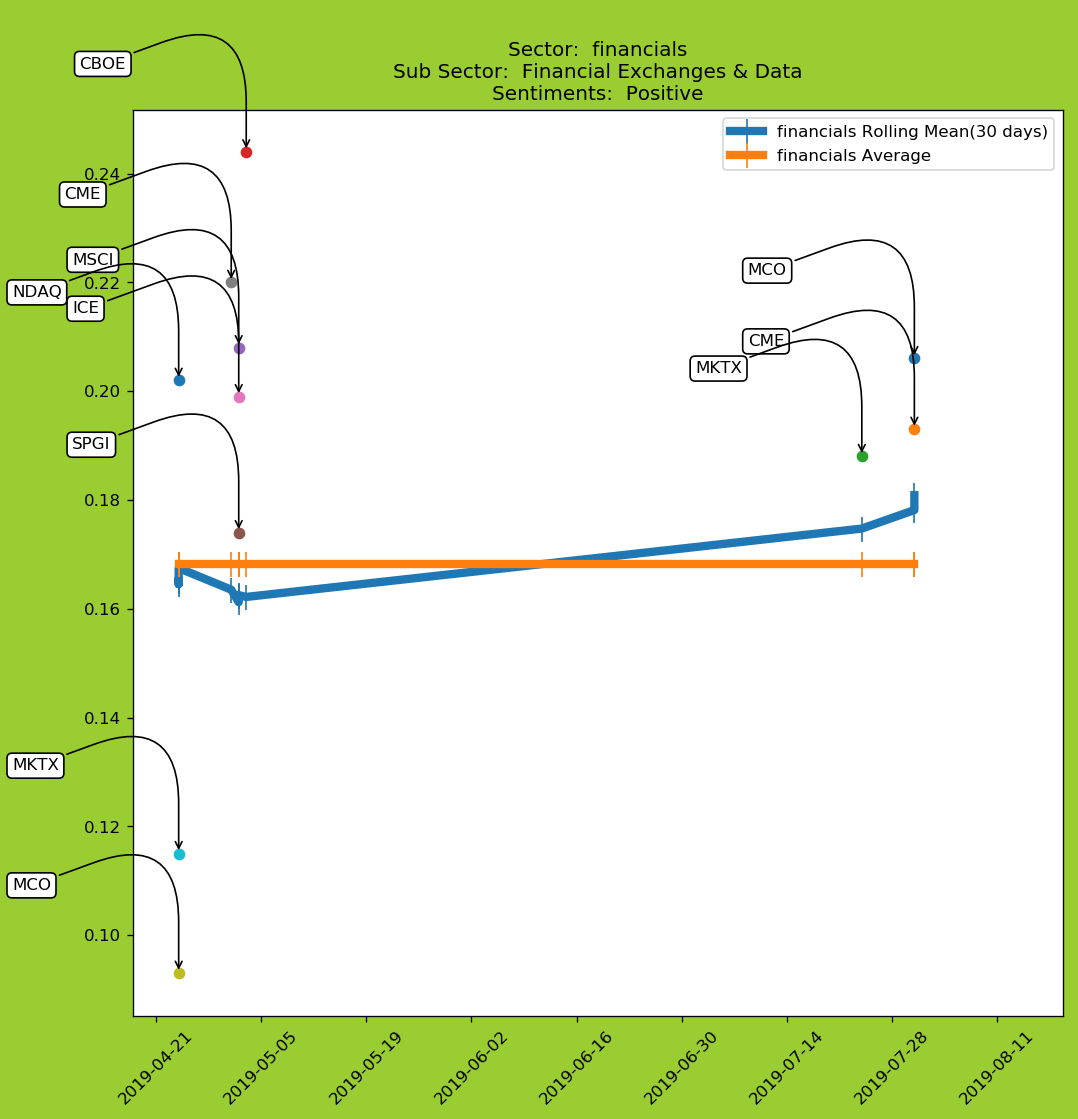 Sector:  financials
Sub Sector:  Financial Exchanges & Data
Sentiments:  Positive
financials Rolling Mean(30 days)
financials Average
CBOE
CME
MSCI
NDAQ
ICE
SPGI
MKTX
MCO
MCO
CME
MKTX
0.24
0.22
0.20
0.18
0.16
0.14
0.12
0.10
2019-04-21
2019-05-05
2019-05-19
2019-06-02
2019-06-16
2019-06-30
2019-07-14
2019-07-28
2019-08-11